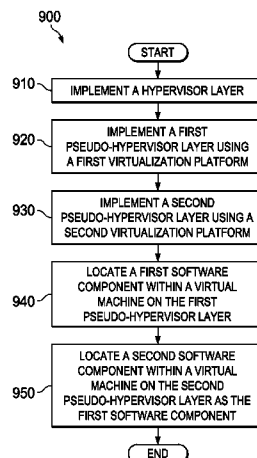 900
START
910
IMPLEMENT A HYPERVISOR LAYER
920
IMPLEMENT A FIRST
PSEUDO-HYPERVISOR LAYER USING
A FIRST VIRTUALIZATION PLATFORM
930
IMPLEMENT A SECOND
PSEUDO-HYPERVISOR LAYER USING A
SECOND VIRTUALIZATION PLATFORM
940
LOCATE A FIRST SOFTWARE
COMPONENT WITHIN A VIRTUAL
MACHINE ON THE FIRST
PSEUDO-HYPERVISOR LAYER
950
LOCATE A SECOND SOFTWARE
COMPONENT WITHIN A VIRTUAL
MACHINE ON THE SECOND
PSEUDO-HYPERVISOR LAYER AS THE
FIRST SOFTWARE COMPONENT
END